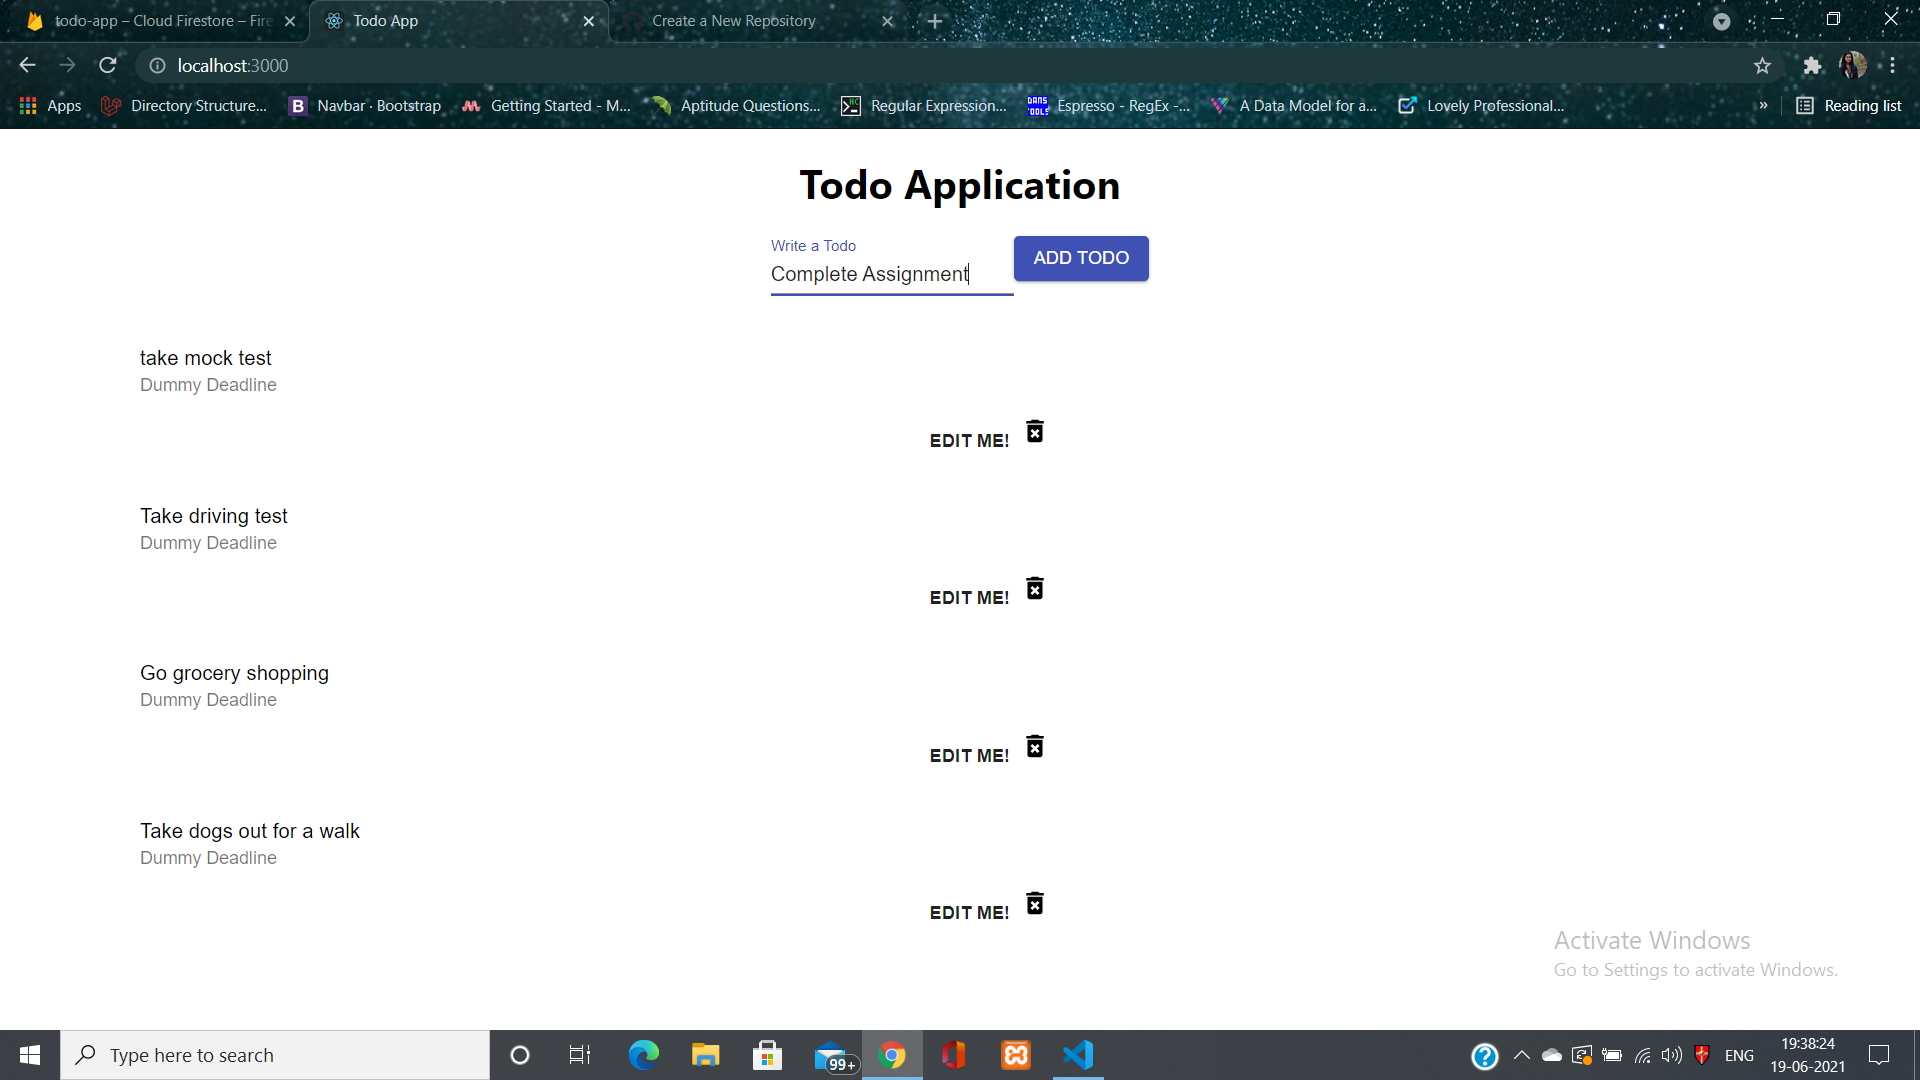 todo-app – Cloud Firestore – Fire
Todo App
Create a New Repository
localhost:3000
Apps
Directory Structure...
B
Navbar · Bootstrap
Getting Started - M...
Aptitude Questions...
Regular Expression...
DANS TOOLS
Espresso - RegEx -...
A Data Model for a...
Lovely Professional...
»
Reading list
Todo Application
Write a Todo
Complete Assignment
ADD TODO
take mock test
Dummy Deadline
EDIT ME!
Take driving test
Dummy Deadline
EDIT ME!
Go grocery shopping
Dummy Deadline
EDIT ME!
Take dogs out for a walk
Dummy Deadline
EDIT ME!
Activate Windows
Go to Settings to activate Windows.
Type here to search
99+
ENG
19:38:24
19-06-2021